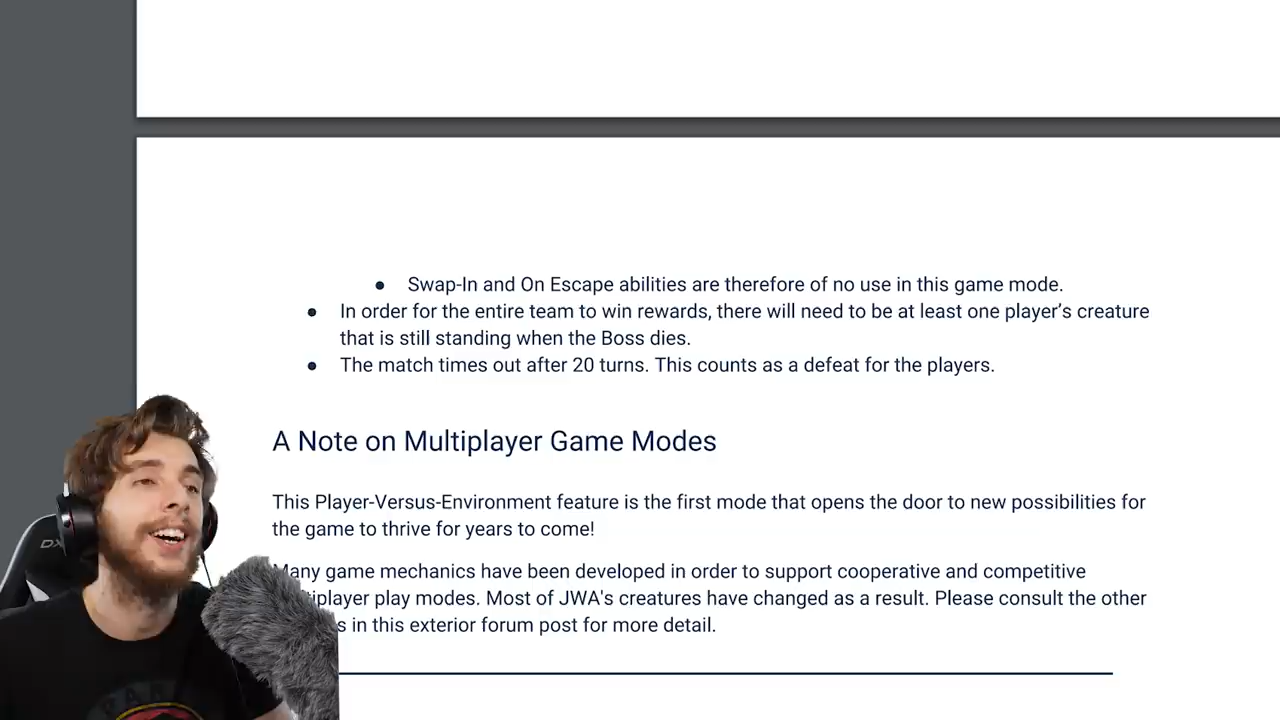 ● Swap-In and On Escape abilities are therefore of no use in this game mode.
● In order for the entire team to win rewards, there will need to be at least one player’s creature
that is still standing when the Boss dies.
● The match times out after 20 turns. This counts as a defeat for the players.
A Note on Multiplayer Game Modes
This Player-Versus-Environment feature is the first mode that opens the door to new possibilities for
the game to thrive for years to come!
Many game mechanics have been developed in order to support cooperative and competitive
play modes. Most of JWA's creatures have changed as a result. Please consult the other
in this exterior forum post for more detail.
DX